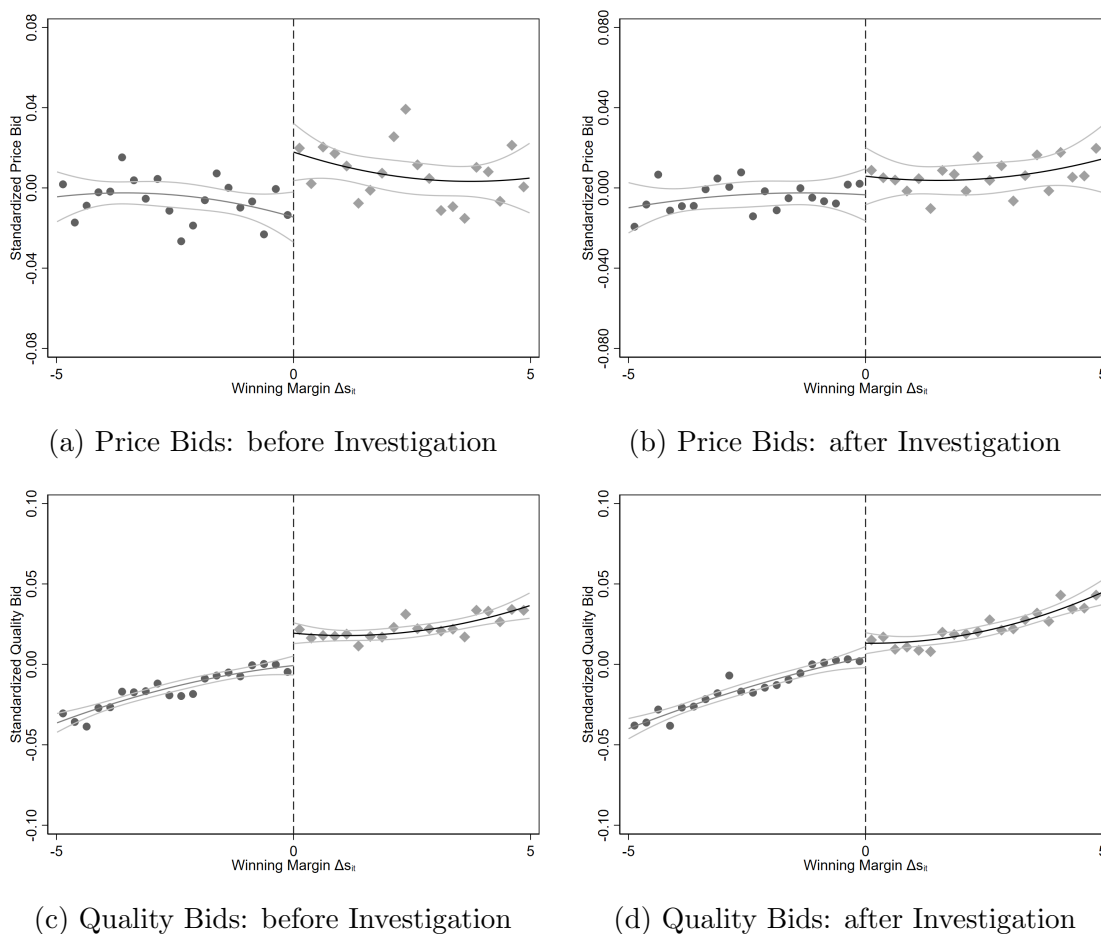 0.08
0.04
0.00
-0.04
-0.08
Standardized Price Bid
-5
0
5
Winning Margin Δsit
(a) Price Bids: before Investigation
0.080
0.040
0.000
-0.040
-0.080
Standardized Price Bid
-5
0
5
Winning Margin Δsit
(b) Price Bids: after Investigation
0.10
0.05
0.00
-0.05
-0.10
Standardized Quality Bid
-5
0
5
Winning Margin Δsit
(c) Quality Bids: before Investigation
0.10
0.05
0.00
-0.05
-0.10
Standardized Quality Bid
-5
0
5
Winning Margin Δsit
(d) Quality Bids: after Investigation